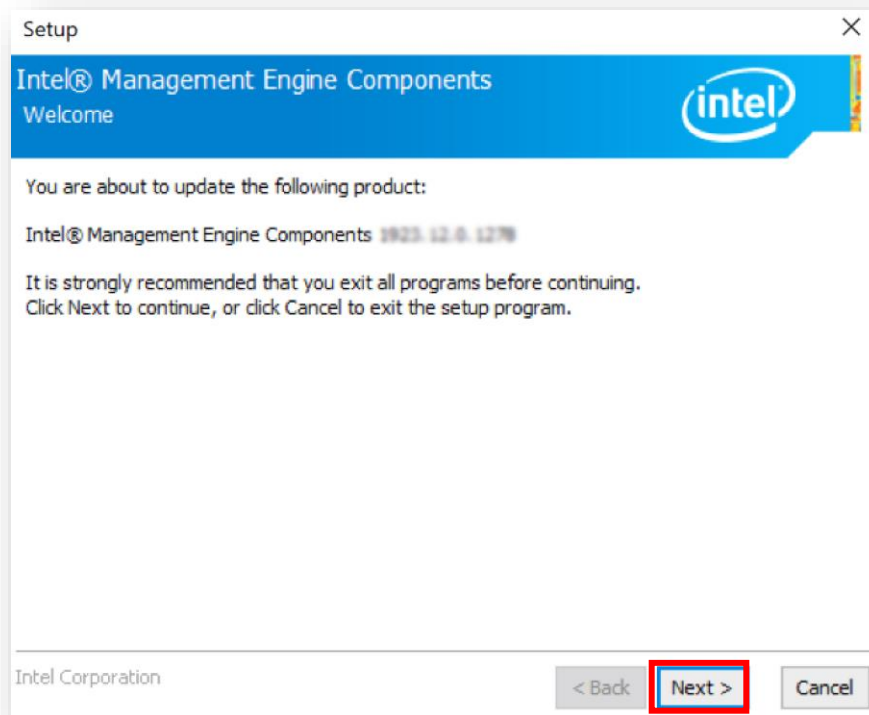 Setup
Intel® Management Engine Components
Welcome
intel
You are about to update the following product:
Intel® Management Engine Components
It is strongly recommended that you exit all programs before continuing.
Click Next to continue, or click Cancel to exit the setup program.
Intel Corporation
< Back Next > Cancel